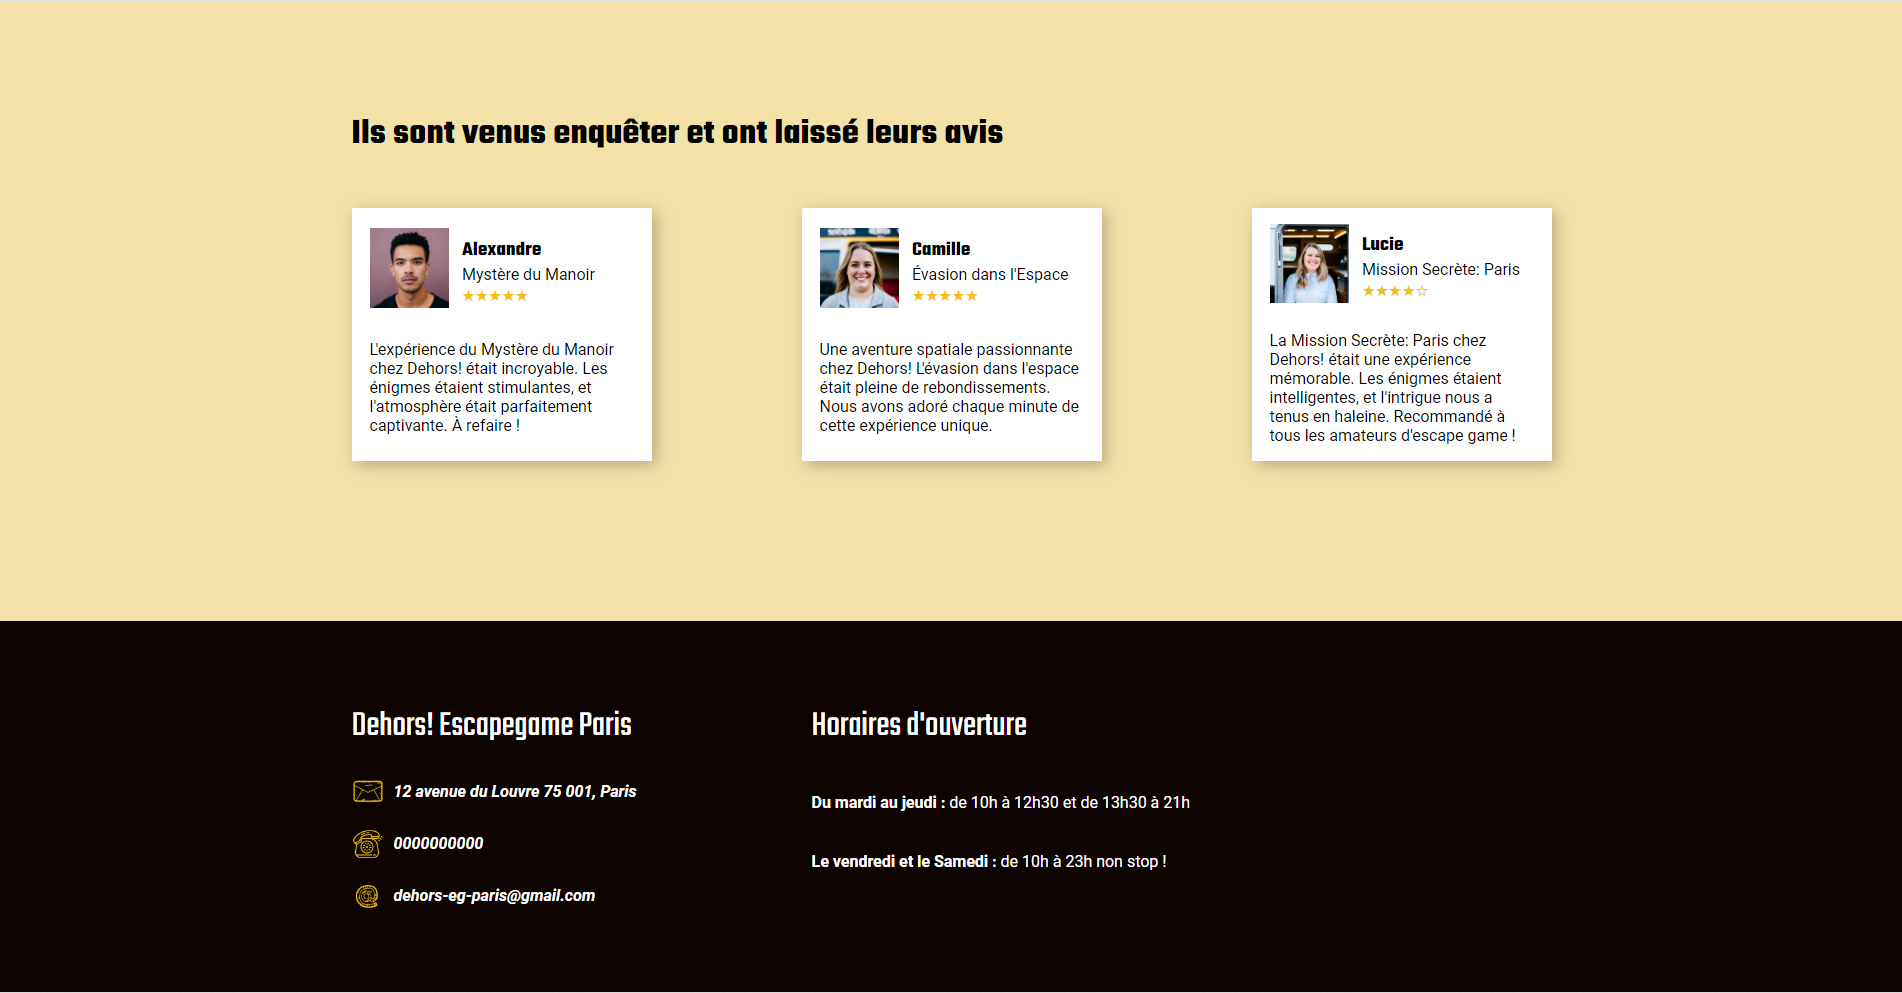 Ils sont venus enquêter et ont laissé leurs avis
Alexandre
Mystère du Manoir
★★★★★
L'expérience du Mystère du Manoir
chez Dehors! était incroyable. Les
énigmes étaient stimulantes, et
l'atmosphère était parfaitement
captivante. À refaire !
Camille
Évasion dans l'Espace
★★★★★
Une aventure spatiale passionnante
chez Dehors! L'évasion dans l'espace
était pleine de rebondissements.
Nous avons adoré chaque minute de
cette expérience unique.
Lucie
Mission Secrète: Paris
★★★★☆
La Mission Secrète: Paris chez
Dehors! était une expérience
mémorable. Les énigmes étaient
intelligentes, et l'intrigue nous a
tenus en haleine. Recommandé à
tous les amateurs d'escape game !
Dehors! Escapegame Paris
12 avenue du Louvre 75 001, Paris
0000000000
dehors-eg-paris@gmail.com
Horaires d'ouverture
Du mardi au jeudi : de 10h à 12h30 et de 13h30 à 21h
Le vendredi et le Samedi : de 10h à 23h non stop !